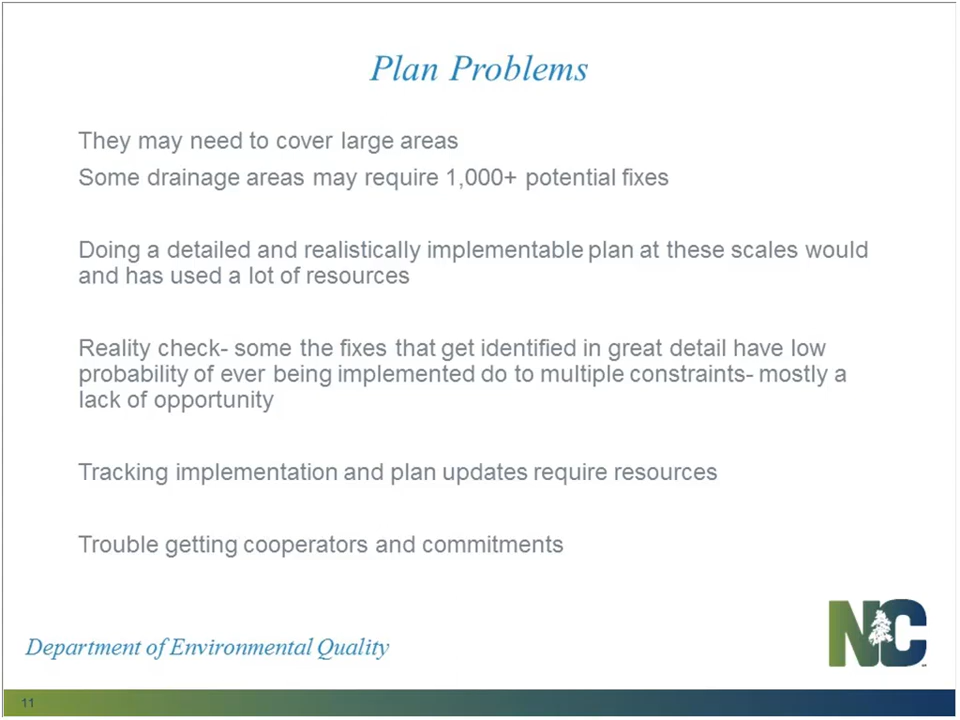 Plan Problems
They may need to cover large areas
Some drainage areas may require 1,000+ potential fixes
Doing a detailed and realistically implementable plan at these scales would
and has used a lot of resources
Reality check- some the fixes that get identified in great detail have low
probability of ever being implemented do to multiple constraints- mostly a
lack of opportunity
Tracking implementation and plan updates require resources
Trouble getting cooperators and commitments
NC
Department of Environmental Quality
11